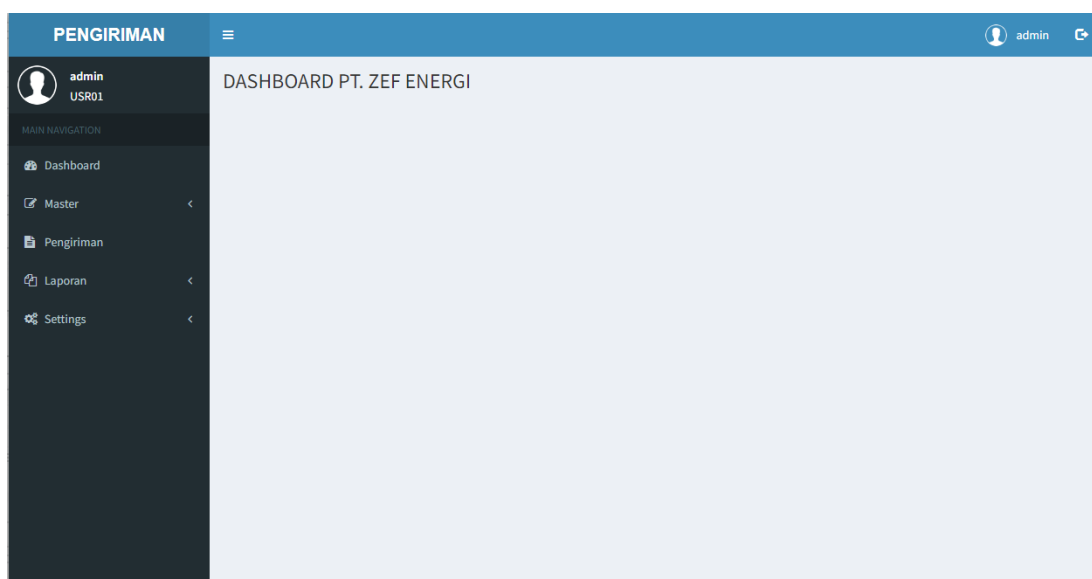 PENGIRIMAN
admin
admin
USR01
DASHBOARD PT. ZEF ENERGI
MAIN NAVIGATION
Dashboard
Master
Pengiriman
Laporan
Settings